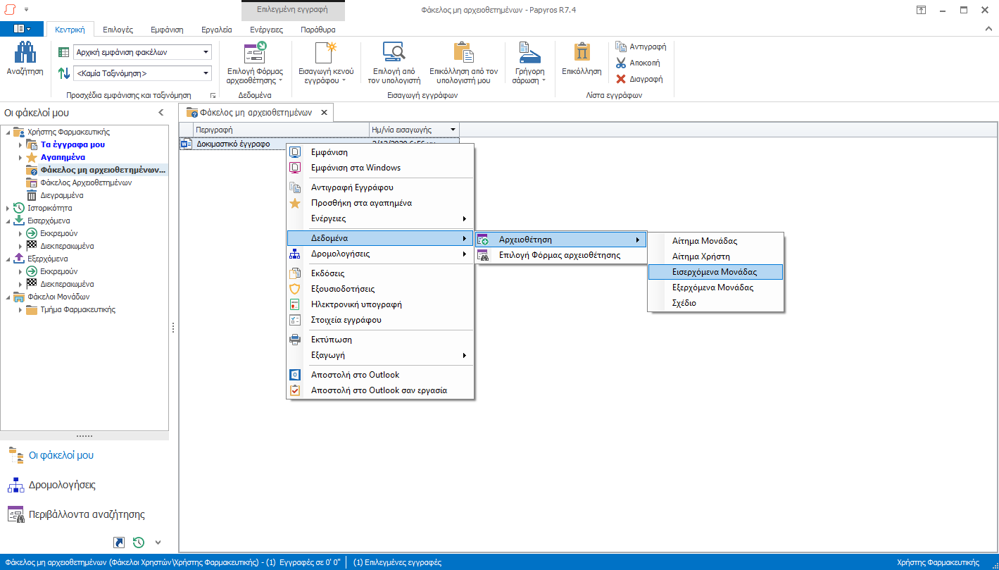 Επιλεγμένη εγγραφή
Φάκελος μη αρχειοθετημένων - Papyros R7.4
Κεντρική Επιλογές Εμφάνιση Εργαλεία Ενέργειες Παράθυρα
Αναζήτηση
Αρχική εμφάνιση φακέλων
<Καμία Ταξινόμηση>
Προσχέδια εμφάνισης και ταξινόμηση
Επιλογή Φόρμας
αρχειοθέτησης
Δεδομένα
Εισαγωγή κενού
εγγράφου
Επιλογή από
τον υπολογιστή
Επικόλληση από τον
υπολογιστή μου
Γρήγορη
σάρωση
Εισαγωγή εγγράφων
Επικόλληση
Αντιγραφή
Αποκοπή
Διαγραφή
Λίστα εγγράφων
Οι φάκελοί μου
Χρήστης Φαρμακευτικής
Τα έγγραφα μου
Αγαπημένα
Φάκελος μη αρχειοθετημένων...
Φάκελος Αρχειοθετημένων
Διεγραμμένα
Ιστορικότητα
Εισερχόμενα
Εκκρεμούν
Διεκπεραιωμένα
Εξερχόμενα
Εκκρεμούν
Διεκπεραιωμένα
Φάκελοι Μονάδων
Τμήμα Φαρμακευτικής
Οι φάκελοί μου
Δρομολογήσεις
Περιβάλλοντα αναζήτησης
Φάκελος μη αρχειοθετημένων
Περιγραφή Ημ/νία εισαγωγής
Δοκιμαστικό έγγραφο
Εμφάνιση
Εμφάνιση στα Windows
Αντιγραφή Εγγράφου
Προσθήκη στα αγαπημένα
Ενέργειες
Δεδομένα
Δρομολογήσεις
Εκδόσεις
Εξουσιοδοτήσεις
Ηλεκτρονική υπογραφή
Στοιχεία εγγράφου
Εκτύπωση
Εξαγωγή
Αποστολή στο Outlook
Αποστολή στο Outlook σαν εργασία
Αρχειοθέτηση
Επιλογή Φόρμας αρχειοθέτησης
Αίτημα Μονάδας
Αίτημα Χρήστη
Εισερχόμενα Μονάδας
Εξερχόμενα Μονάδας
Σχέδιο
Φάκελος μη αρχειοθετημένων (Φάκελοι Χρηστών\Χρήστης Φαρμακευτικής) - (1) Εγγραφές σε 0' 0" (1) Επιλεγμένες εγγραφές Χρήστης Φαρμακευτικής